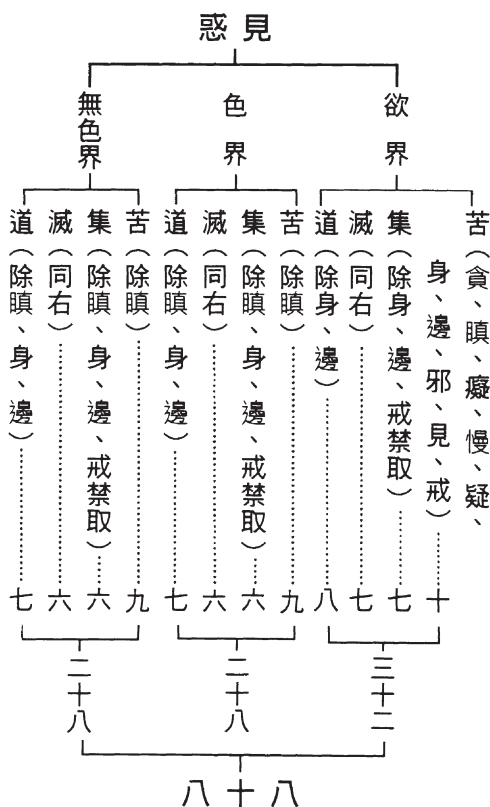 見惑
欲界
苦（貪、瞋、癡、慢、疑、
身、邊、邪、見、戒）……十
集（除身、邊、戒禁取）……七
滅（同右）……七
道（除身、邊）……八
三十二
色界
苦（除瞋）……九
集（除瞋、身、邊、戒禁取）……六
滅（同右）……六
道（除瞋、身、邊）……七
二十八
無色界
苦（除瞋）……九
集（除瞋、身、邊、戒禁取）……六
滅（同右）……六
道（除瞋、身、邊）……七
二十八
八十八